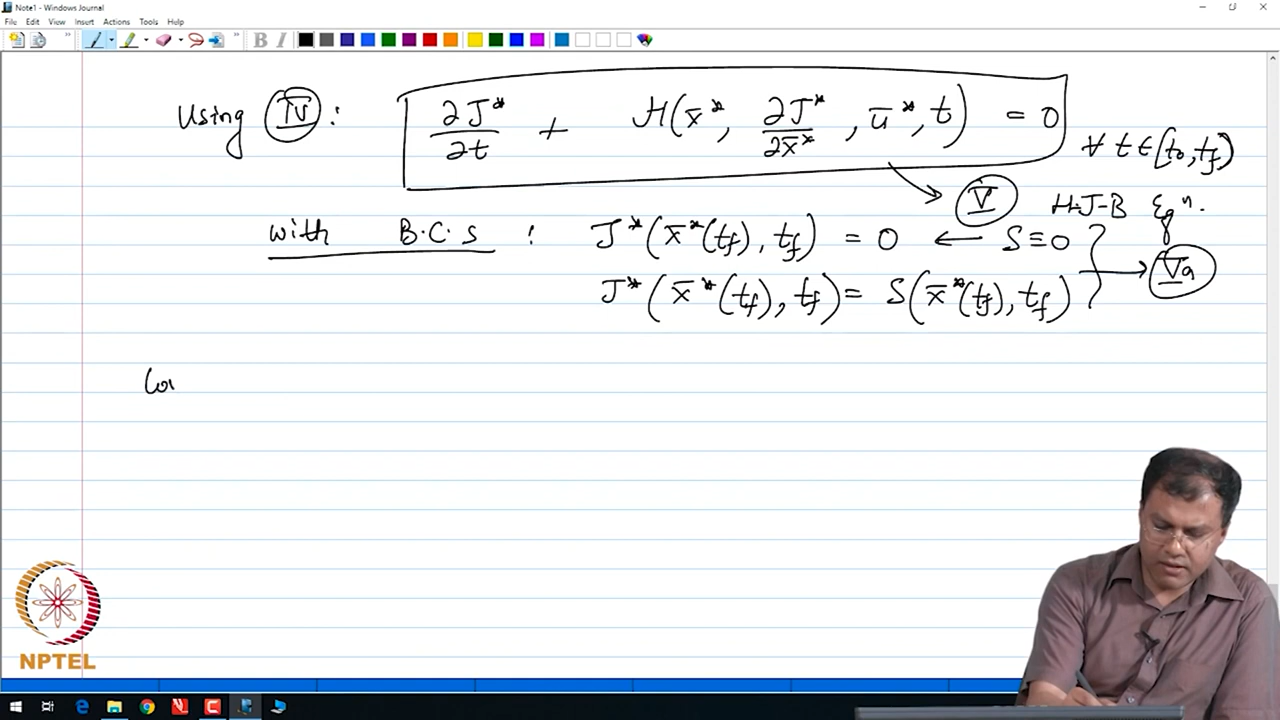 Note1 - Windows Journal
File Edit View Insert Actions Tools Help
B I
Using IV : ∂J*/∂t + H(x̄*, ∂J*/∂x̄*, ū*, t) = 0 ∀ t ∈ [t0, tf)
V H-J-B Eqn.
with B.C.S : J*(x̄*(tf), tf) = 0 ← S ≡ 0
J*(x̄*(tf), tf) = S(x̄*(tf), tf) → Va
NPTEL